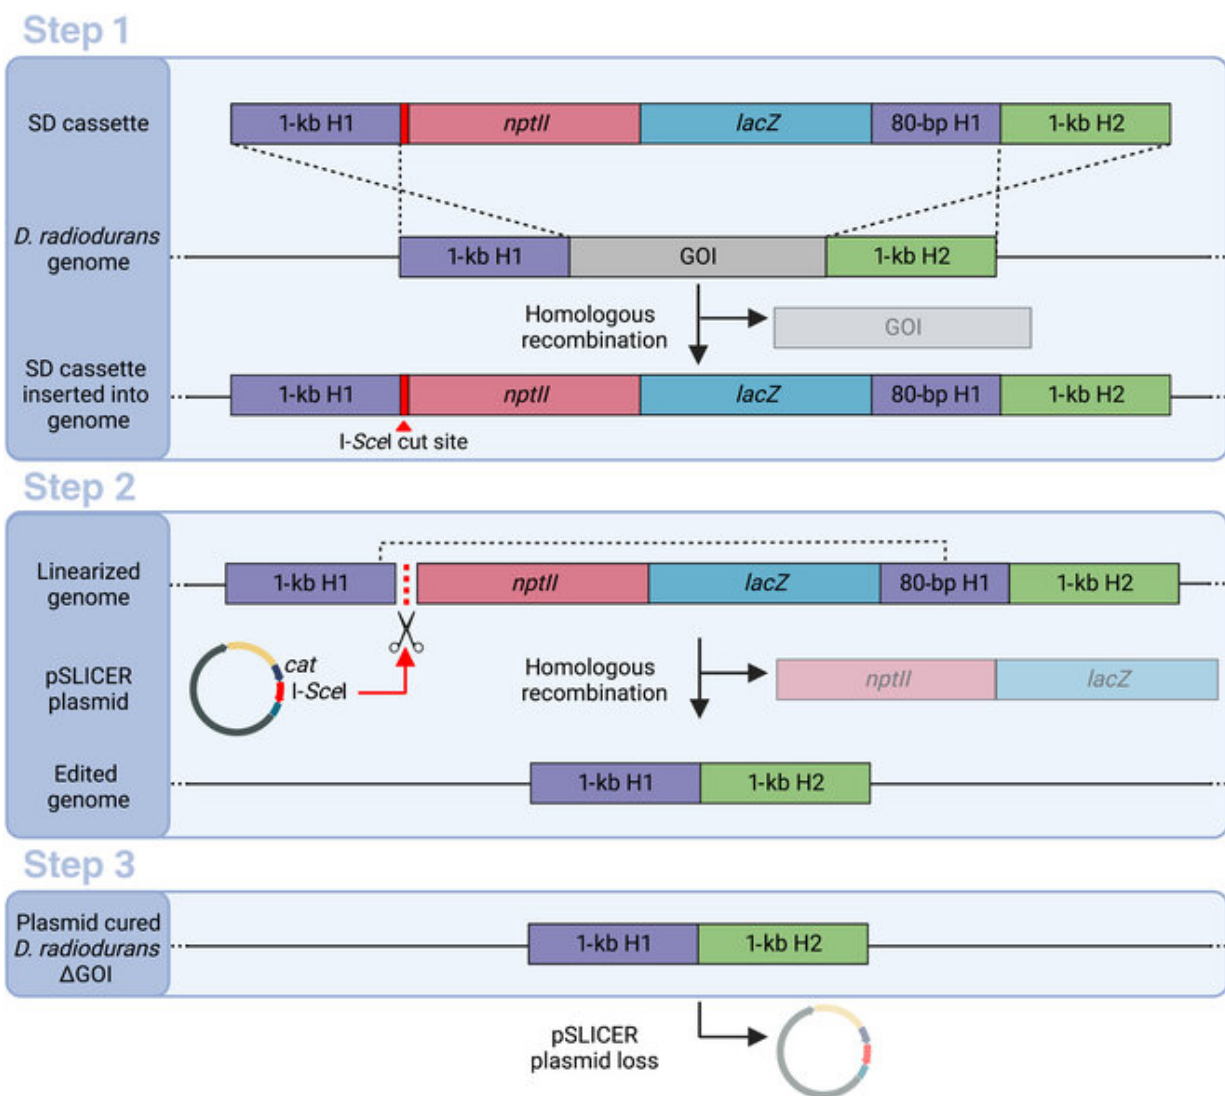 Step 1
SD cassette
1-kb H1
nptII
lacZ
80-bp H1
1-kb H2
D. radiodurans
genome
1-kb H1
GOI
1-kb H2
Homologous
recombination
GOI
SD cassette
inserted into
genome
1-kb H1
nptII
lacZ
80-bp H1
1-kb H2
I-SceI cut site
Step 2
Linearized
genome
1-kb H1
nptII
lacZ
80-bp H1
1-kb H2
pSLICER
plasmid
cat
I-SceI
Homologous
recombination
nptII
lacZ
Edited
genome
1-kb H1
1-kb H2
Step 3
Plasmid cured
D. radiodurans
ΔGOI
1-kb H1
1-kb H2
pSLICER
plasmid loss